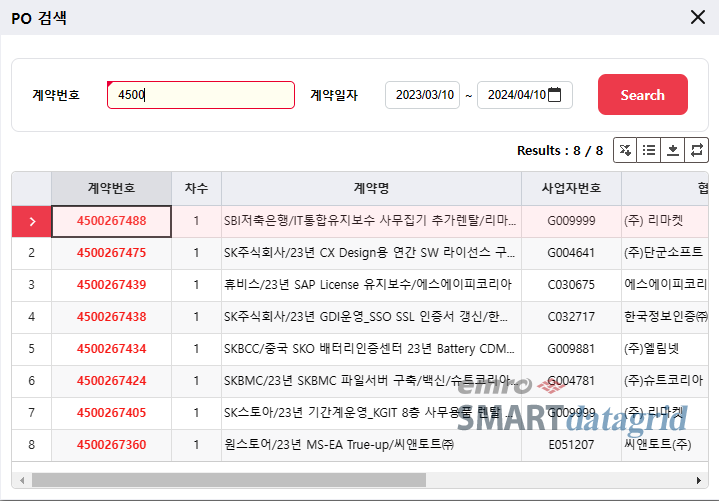 PO 검색
계약번호 4500 계약일자 2023/03/10 ~ 2024/04/10 Search
Results : 8 / 8
계약번호 차수 계약명 사업자번호 협
4500267488 1 SBI저축은행/IT통합유지보수 사무집기 추가렌탈/리마... G009999 (주) 리마켓
2 4500267475 1 SK주식회사/23년 CX Design용 연간 SW 라이선스 구... G004641 (주)단군소프트
3 4500267439 1 휴비스/23년 SAP License 유지보수/에스에이피코리아 C030675 에스에이피코리
4 4500267438 1 SK주식회사/23년 GDI운영_SSO SSL 인증서 갱신/한... C032717 한국정보인증㈜
5 4500267434 1 SKBCC/중국 SKO 배터리인증센터 23년 Battery CDM... G009881 (주)엘림넷
6 4500267424 1 SKBMC/23년 SKBMC 파일서버 구축/백신/슈트코리아... G004781 (주)슈트코리아
7 4500267405 1 SK스토아/23년 기간계운영_KGIT 8층 사무용품 렌탈 ... G009999 (주) 리마켓
8 4500267360 1 원스토어/23년 MS-EA True-up/씨앤토트㈜ E051207 씨앤토트(주)
emro
SMARTdatagrid